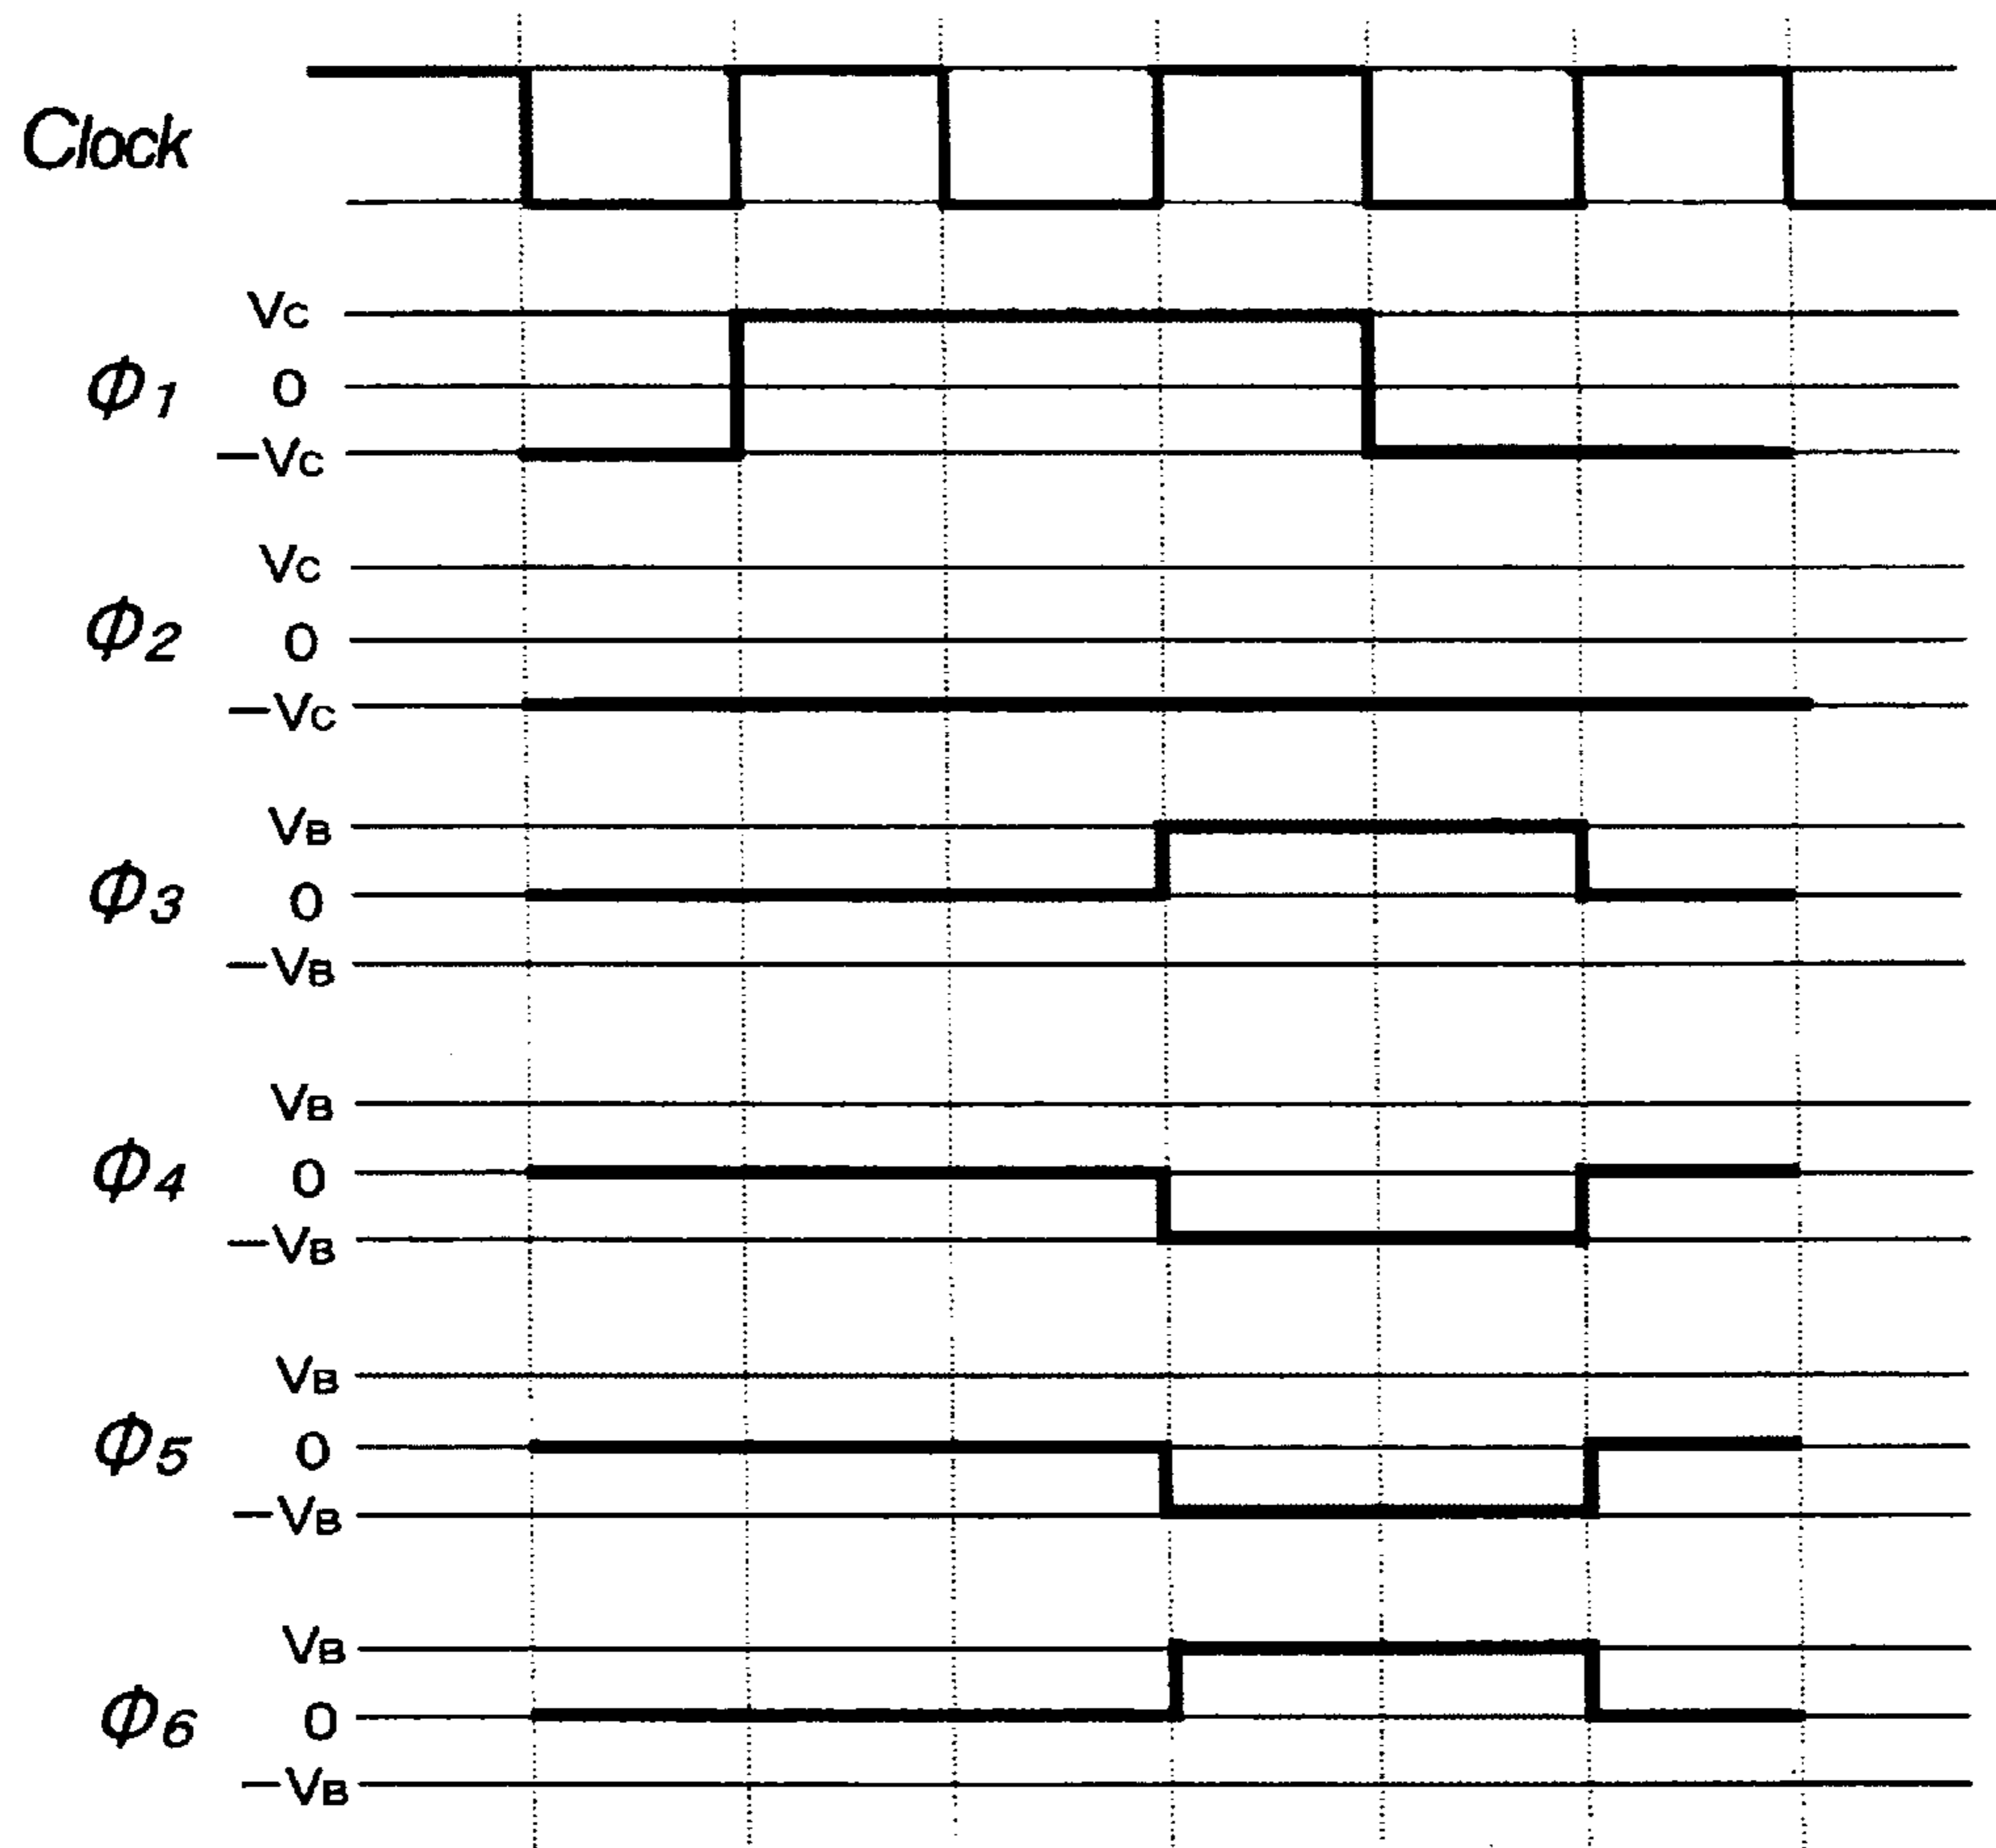 Clock
VC
Φ1 0
−VC
VC
Φ2 0
−VC
VB
Φ3 0
−VB
VB
Φ4 0
−VB
VB
Φ5 0
−VB
VB
Φ6 0
−VB